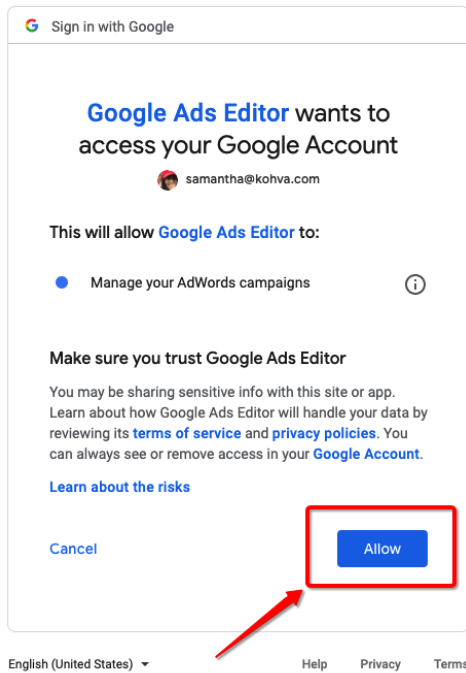 Sign in with Google
Google Ads Editor wants to
access your Google Account
samantha@kohva.com
This will allow Google Ads Editor to:
Manage your AdWords campaigns
Make sure you trust Google Ads Editor
You may be sharing sensitive info with this site or app.
Learn about how Google Ads Editor will handle your data by
reviewing its terms of service and privacy policies. You
can always see or remove access in your Google Account.
Learn about the risks
Cancel
Allow
English (United States)
Help
Privacy
Terms